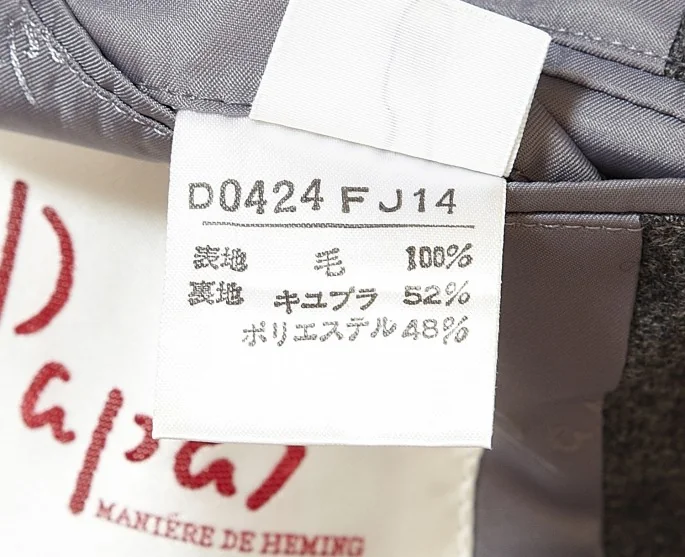 D0424 FJ14
表地 毛 100%
裏地 キュプラ 52%
ポリエステル 48%
Papas
MANIÉRE DE HEMING